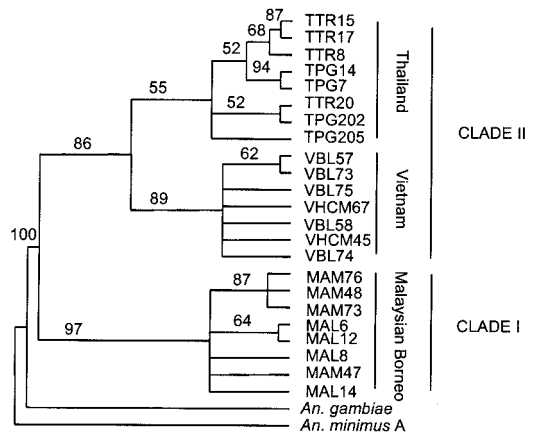 87
TTR15
TTR17
68
TTR8
52
TPG14
94
TPG7
55
52
TTR20
TPG202
TPG205
Thailand
CLADE II
86
62
VBL57
VBL73
VBL75
89
VHCM67
VBL58
VHCM45
VBL74
Vietnam
100
87
MAM76
MAM48
MAM73
97
64
MAL6
MAL12
MAL8
MAM47
MAL14
Malaysian Borneo
CLADE I
An. gambiae
An. minimus A